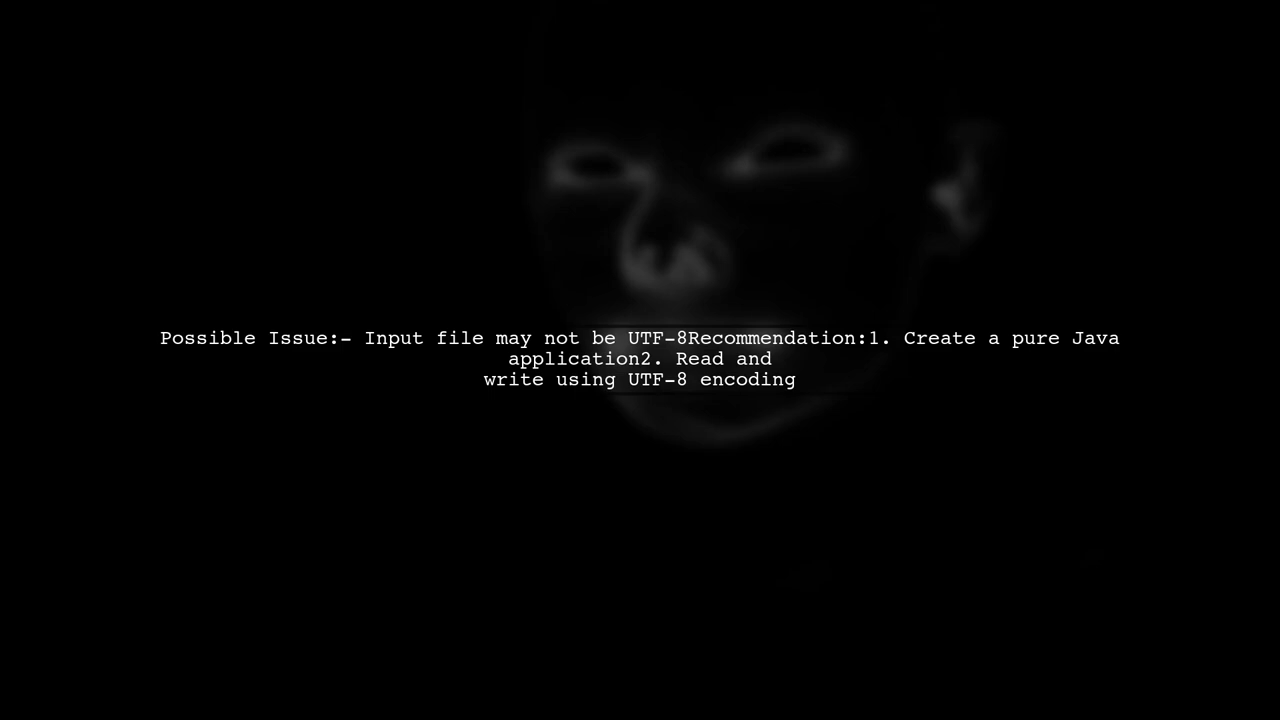 Possible Issue:- Input file may not be UTF-8Recommendation:1. Create a pure Java
application2. Read and
write using UTF-8 encoding